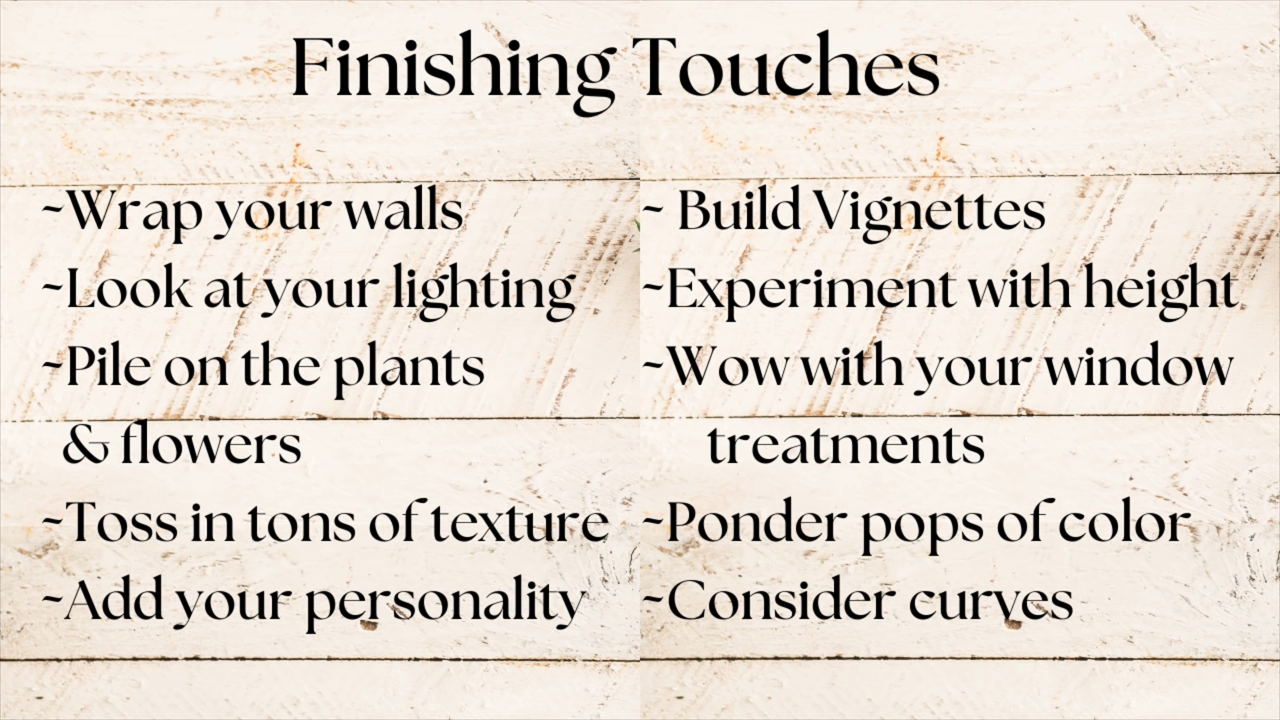 Finishing Touches
~Wrap your walls
~Look at your lighting
~Pile on the plants
& flowers
~Toss in tons of texture
~Add your personality
~ Build Vignettes
~Experiment with height
~Wow with your window
treatments
~Ponder pops of color
~Consider curves